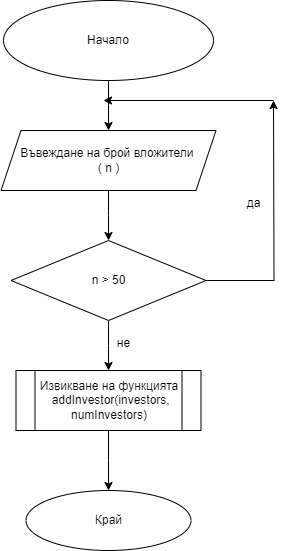 Начало
Въвеждане на брой вложители
( n )
да
n > 50
не
Извикване на функцията
addInvestor(investors,
numInvestors)
Край